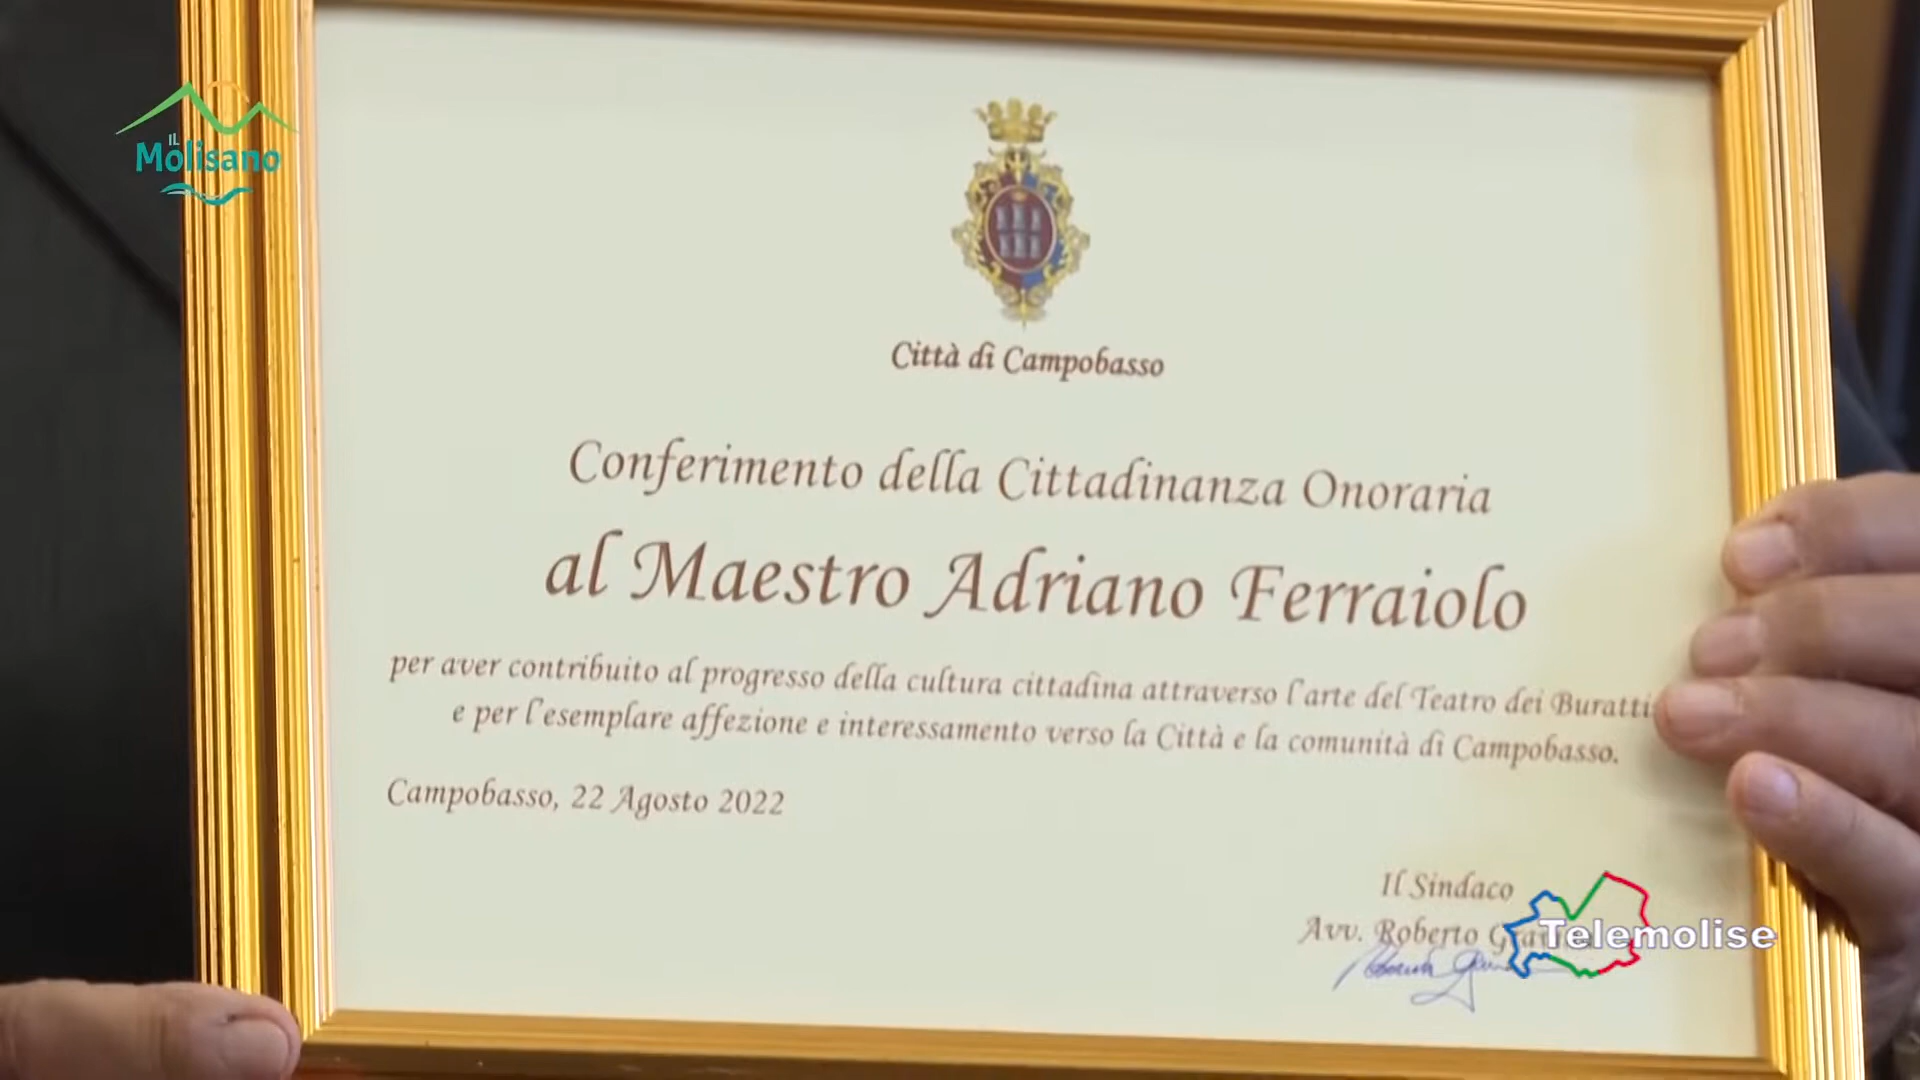 IL
Molisano
Città di Campobasso
Conferimento della Cittadinanza Onoraria
al Maestro Adriano Ferraiolo
per aver contribuito al progresso della cultura cittadina attraverso l'arte del Teatro dei
e per l'esemplare affezione e interessamento verso la Città e la comunità di Campobasso.
Campobasso, 22 Agosto 2022
Il Sindaco
Avv. Roberto
Telemolise